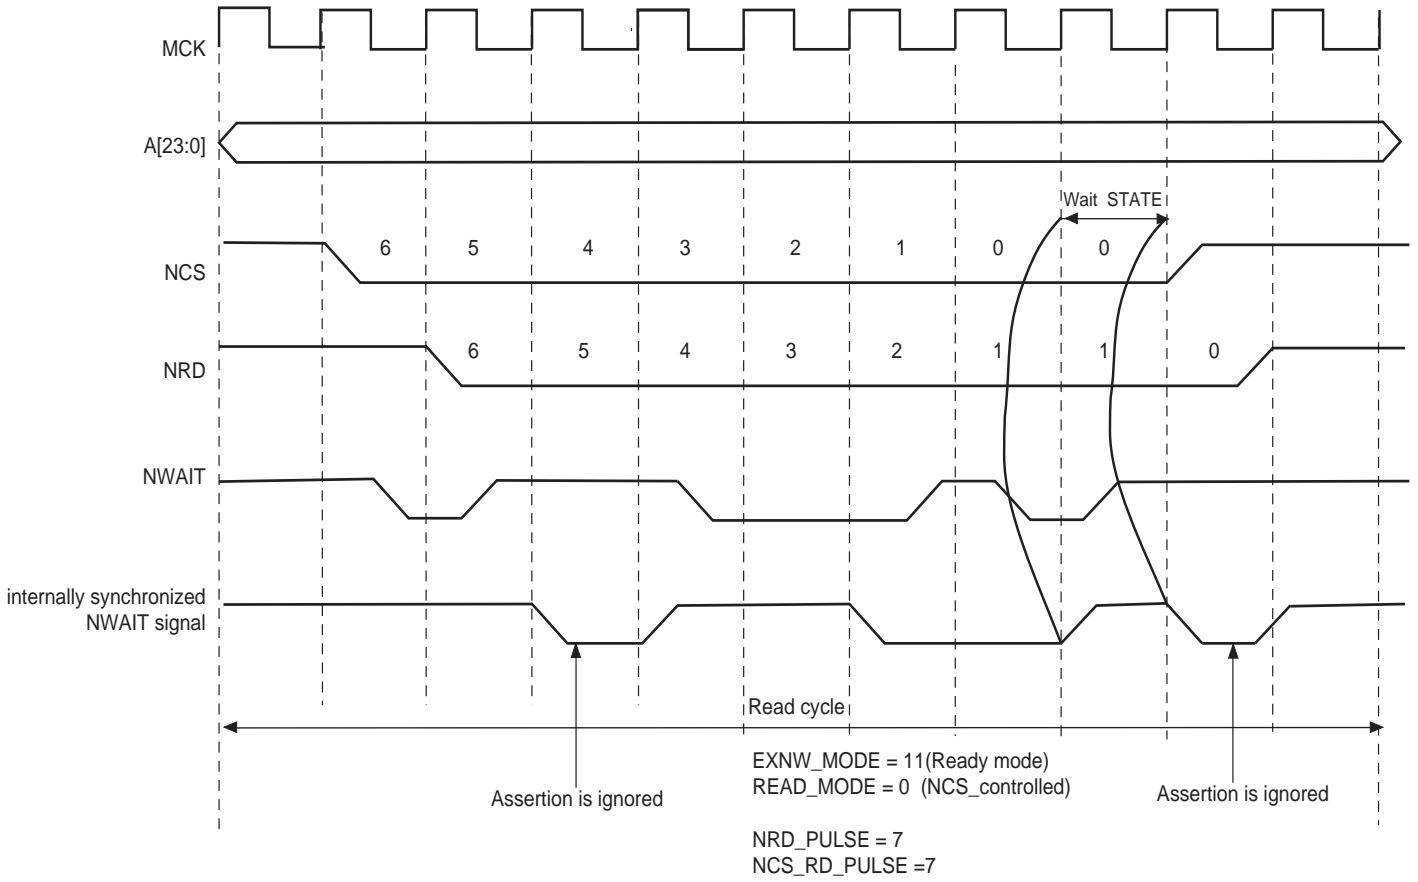 MCK
A[23:0]
Wait STATE
NCS
6 5 4 3 2 1 0 0
NRD
6 5 4 3 2 1 1 0
NWAIT
internally synchronized
NWAIT signal
Read cycle
EXNW_MODE = 11(Ready mode)
READ_MODE = 0 (NCS_controlled)
Assertion is ignored
Assertion is ignored
NRD_PULSE = 7
NCS_RD_PULSE =7